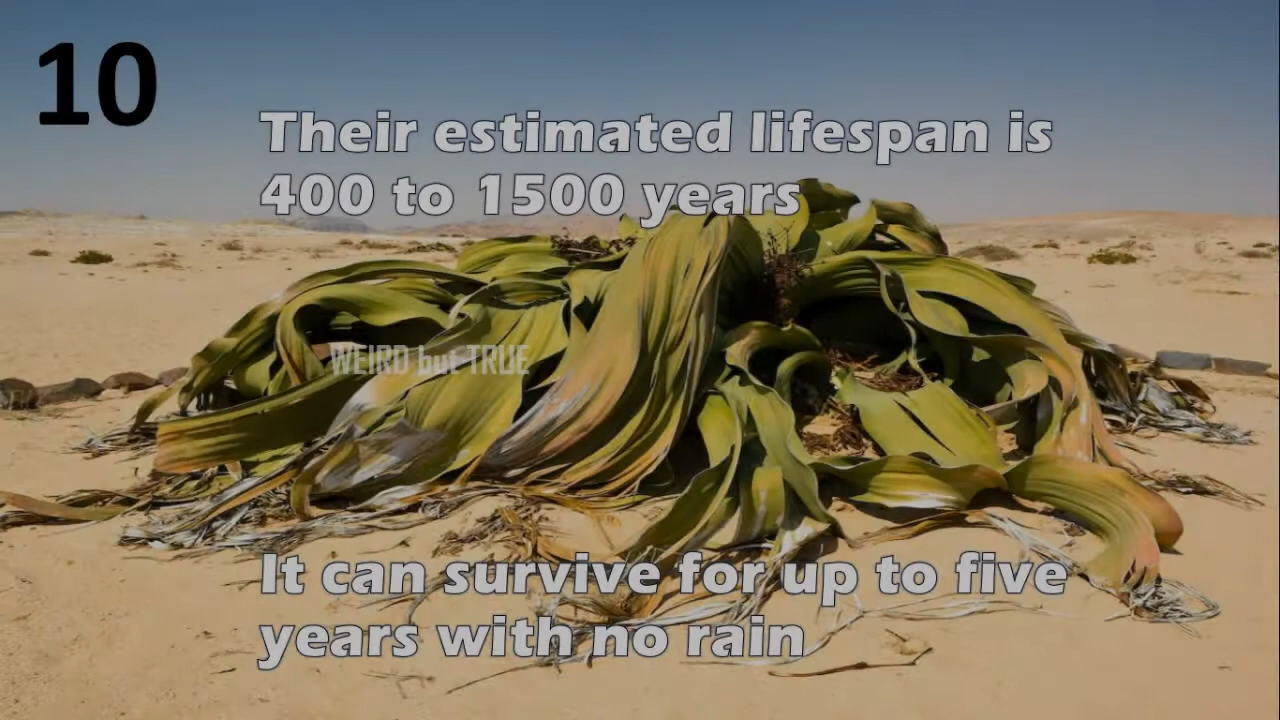 10
Their estimated lifespan is
400 to 1500 years
WEIRD but TRUE
It can survive for up to five
years with no rain